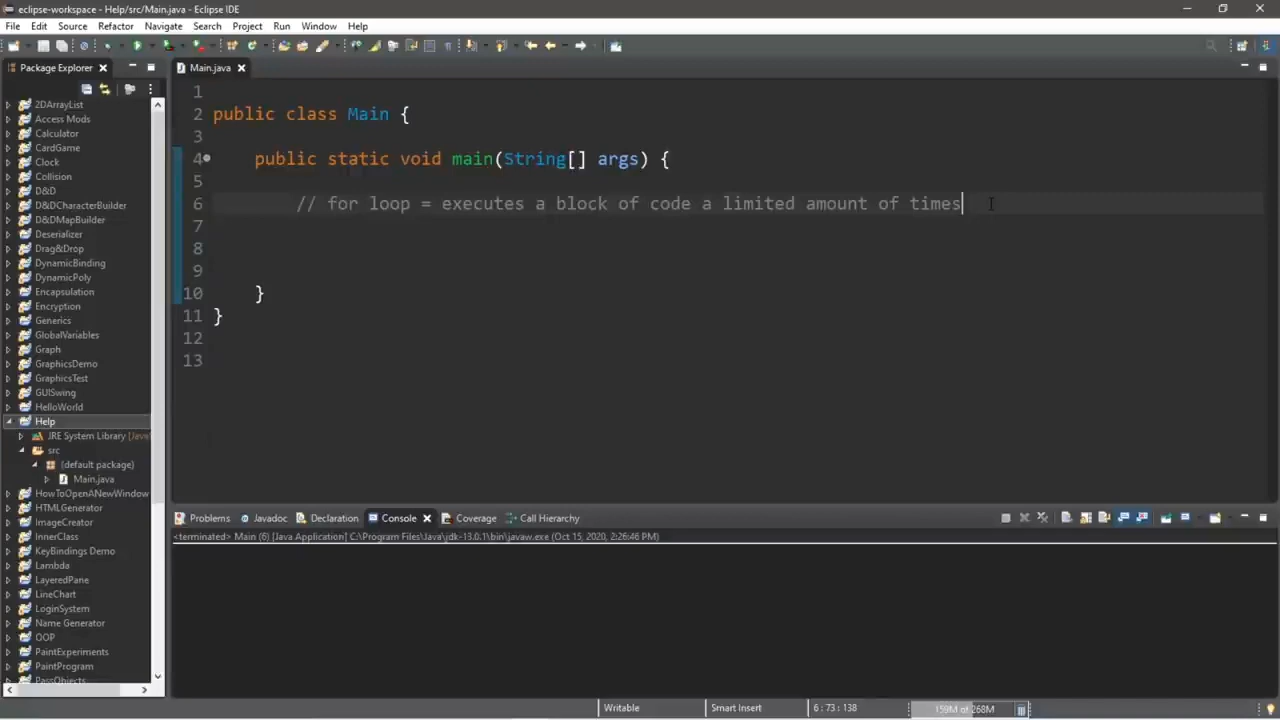 eclipse-workspace - Help/src/Main.java - Eclipse IDE
File Edit Source Refactor Navigate Search Project Run Window Help
Package Explorer
Main.java
2DArrayList
Access Mods
Calculator
CardGame
Clock
Collision
D&D
D&DCharacterBuilder
D&DMapBuilder
Deserializer
Drag&Drop
DynamicBinding
DynamicPoly
Encapsulation
Encryption
Generics
GlobalVariables
Graph
GraphicsDemo
GraphicsTest
GUISwing
HelloWorld
Help
JRE System Library [Java
src
(default package)
Main.java
HowToOpenANewWindow
HTMLGenerator
ImageCreator
InnerClass
KeyBindings Demo
Lambda
LayeredPane
LineChart
LoginSystem
Name Generator
OOP
PaintExperiments
PaintProgram
PassObjects
1
2 public class Main {
3
4 public static void main(String[] args) {
5
6 // for loop = executes a block of code a limited amount of times
7
8
9
10 }
11 }
12
13
Problems Javadoc Declaration Console Coverage Call Hierarchy
<terminated> Main (6) [Java Application] C:\Program Files\Java\jdk-13.0.1\bin\javaw.exe (Oct 15, 2020, 2:26:46 PM)
Writable Smart Insert 6 : 73 : 138 159M of 268M